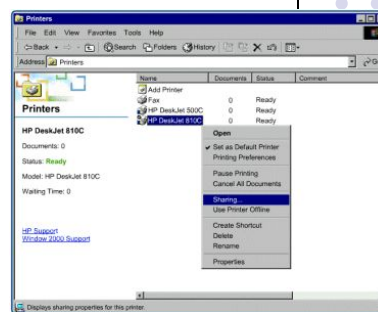 Printers
File Edit View Favorites Tools Help
Back Search Folders History
Address Printers Go
Name Documents Status Comment
Add Printer
Fax 0 Ready
HP DeskJet 500C 0 Ready
HP DeskJet 810C 0 Ready
Printers
HP DeskJet 810C
Documents: 0
Status: Ready
Model: HP DeskJet 810C
Waiting Time: 0
HP Support
Window 2000 Support
Open
Set as Default Printer
Printing Preferences
Pause Printing
Cancel All Documents
Sharing...
Use Printer Offline
Create Shortcut
Delete
Rename
Properties
Displays sharing properties for this printer.